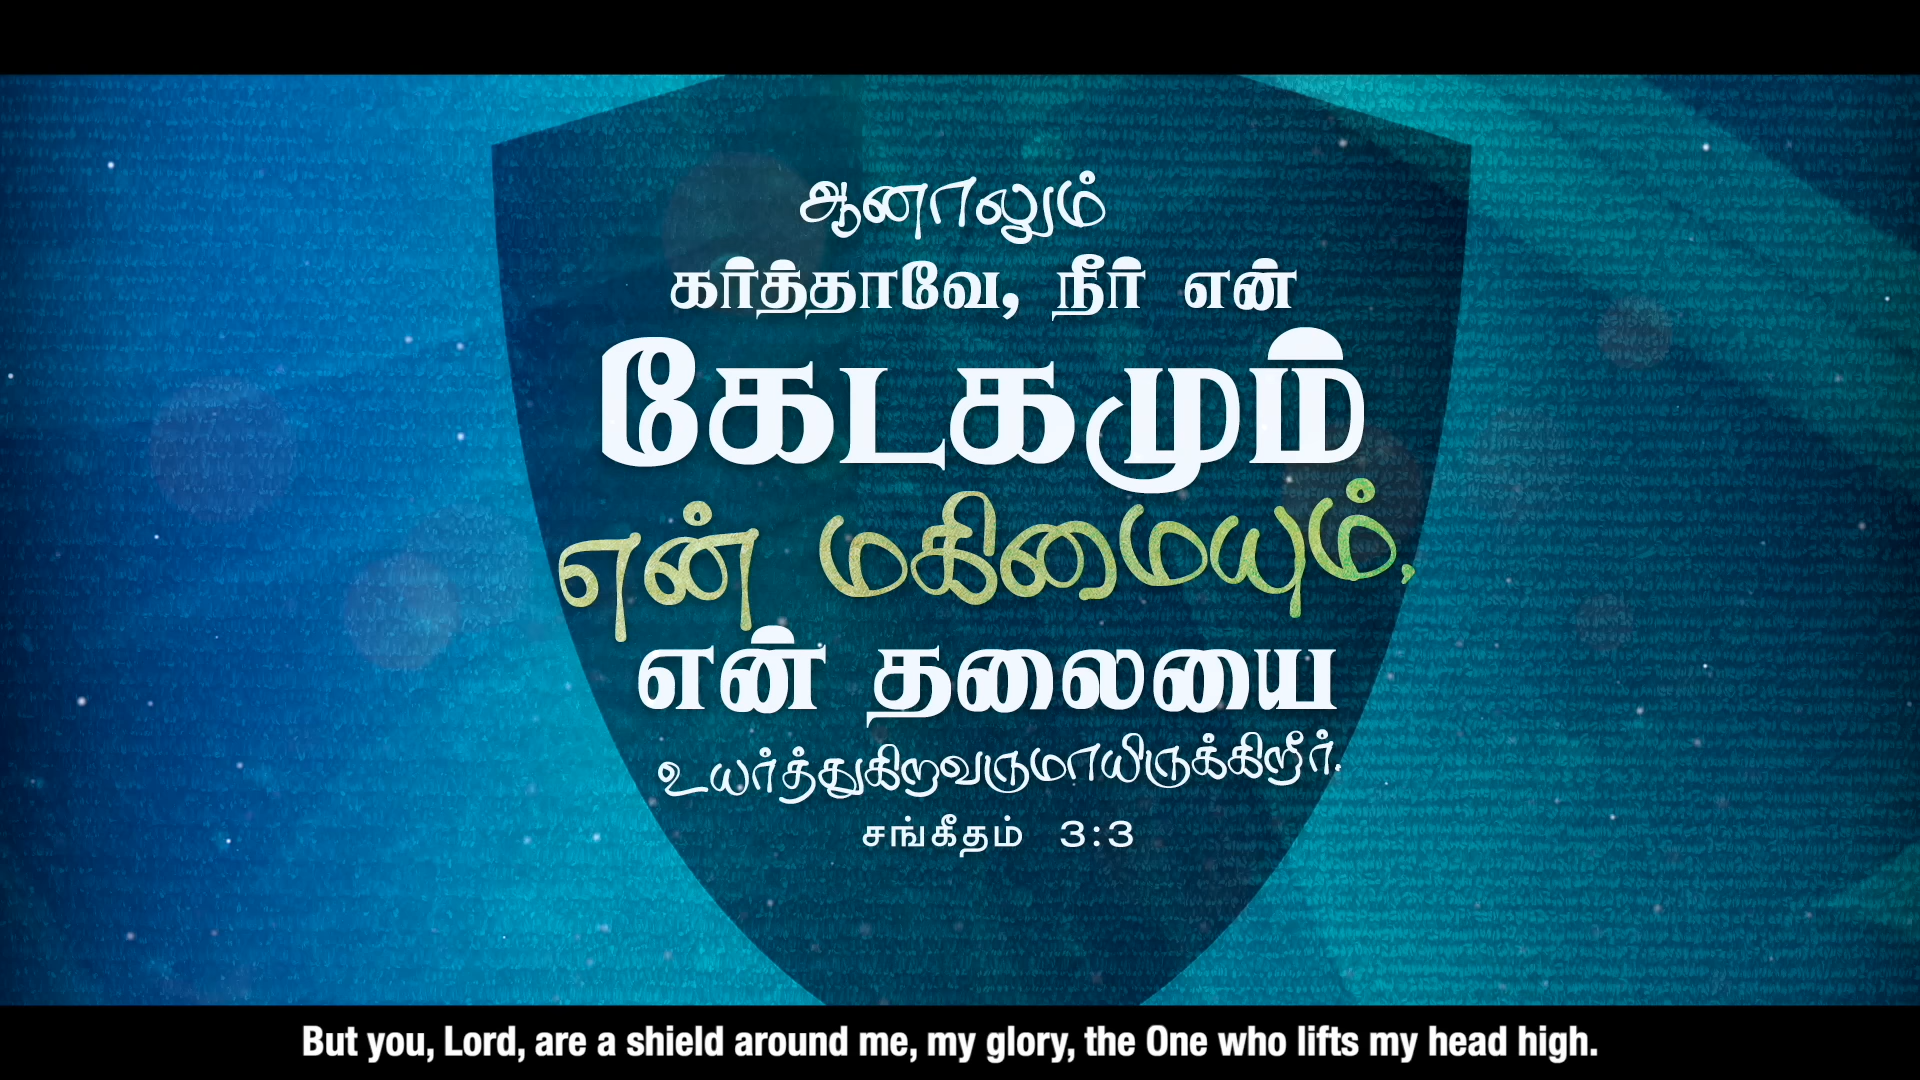 ஆனாலும்
கர்த்தாவே, நீர் என்
கேடகமும்
என் மகிமையும்,
என் தலையை
உயர்த்துகிறவருமாயிருக்கிறீர்.
சங்கீதம் 3:3
But you, Lord, are a shield around me, my glory, the One who lifts my head high.